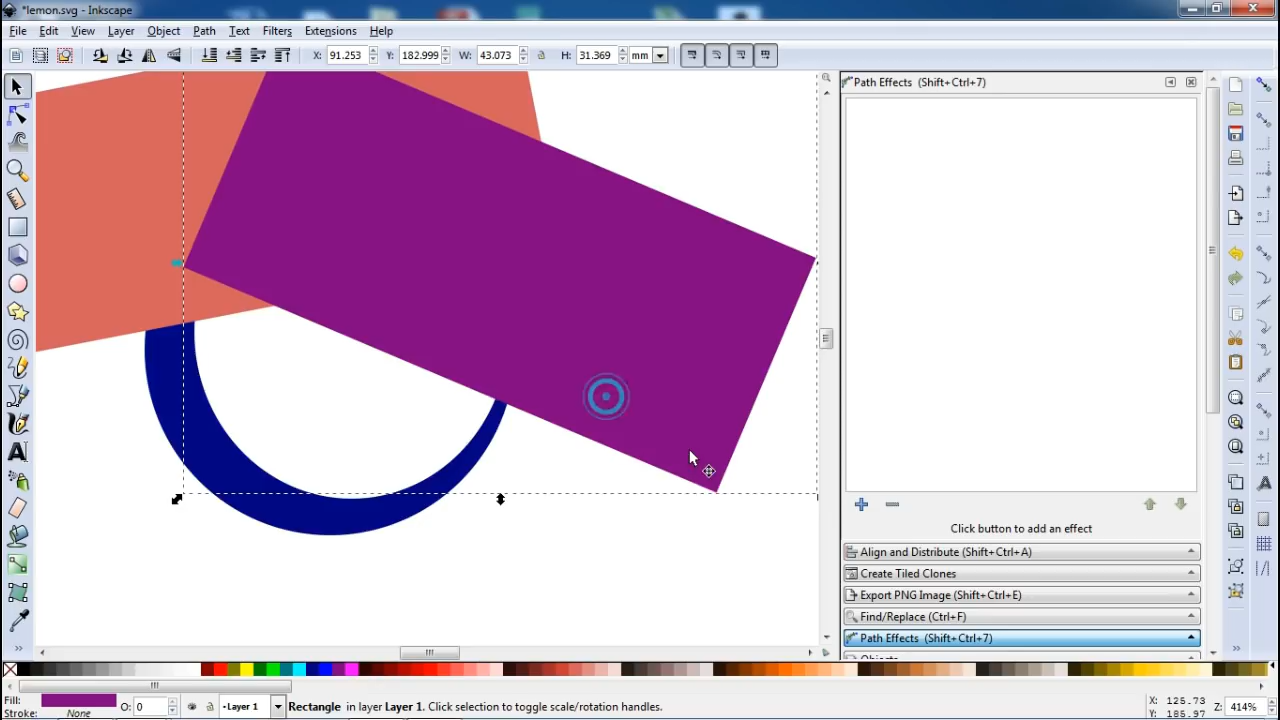 *lemon.svg - Inkscape
File Edit View Layer Object Path Text Filters Extensions Help
X: 91.253 Y: 182.999 W: 43.073 H: 31.369 mm
Path Effects (Shift+Ctrl+7)
Click button to add an effect
Align and Distribute (Shift+Ctrl+A)
Create Tiled Clones
Export PNG Image (Shift+Ctrl+E)
Find/Replace (Ctrl+F)
Path Effects (Shift+Ctrl+7)
Fill:
Stroke: None
O: 0
Layer 1
Rectangle in layer Layer 1. Click selection to toggle scale/rotation handles.
X: 125.73
Y: 185.97
Z: 414%